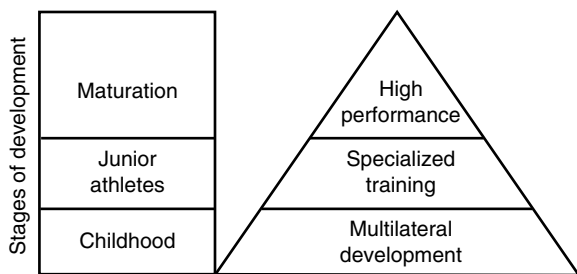 Stages of development
Maturation
High
performance
Junior
athletes
Specialized
training
Childhood
Multilateral
development